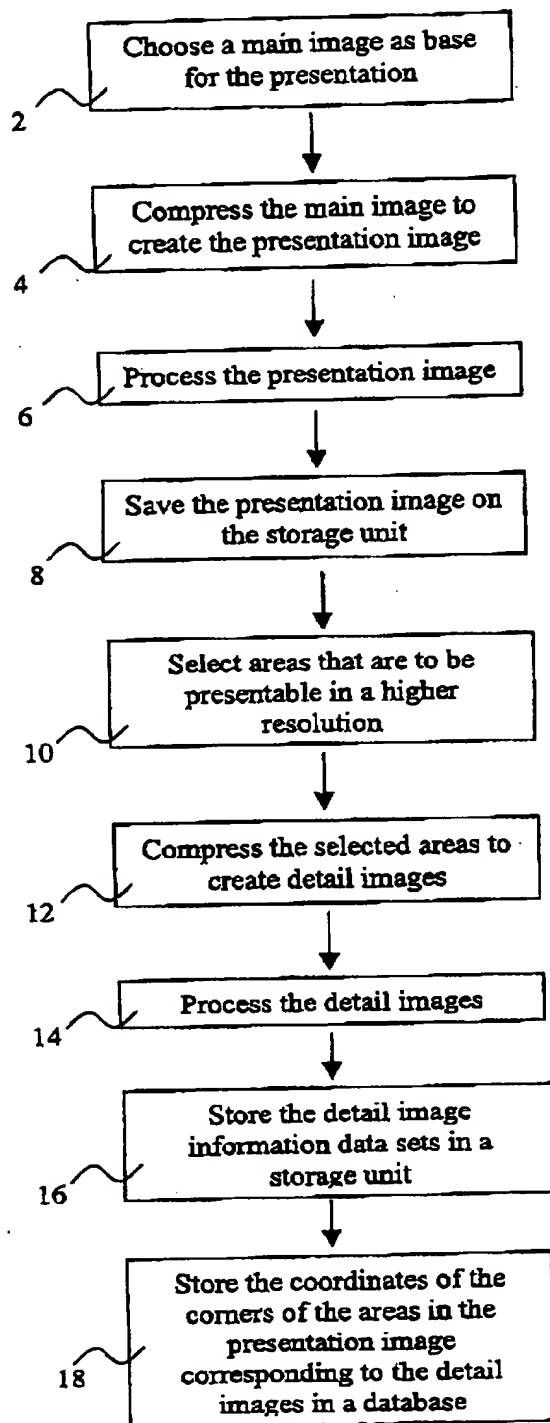 Choose a main image as base
for the presentation
2
Compress the main image to
create the presentation image
4
Process the presentation image
6
Save the presentation image on
the storage unit
8
Select areas that are to be
presentable in a higher
resolution
10
Compress the selected areas to
create detail images
12
Process the detail images
14
Store the detail image
information data sets in a
storage unit
16
Store the coordinates of the
corners of the areas in the
presentation image
corresponding to the detail
images in a database
18